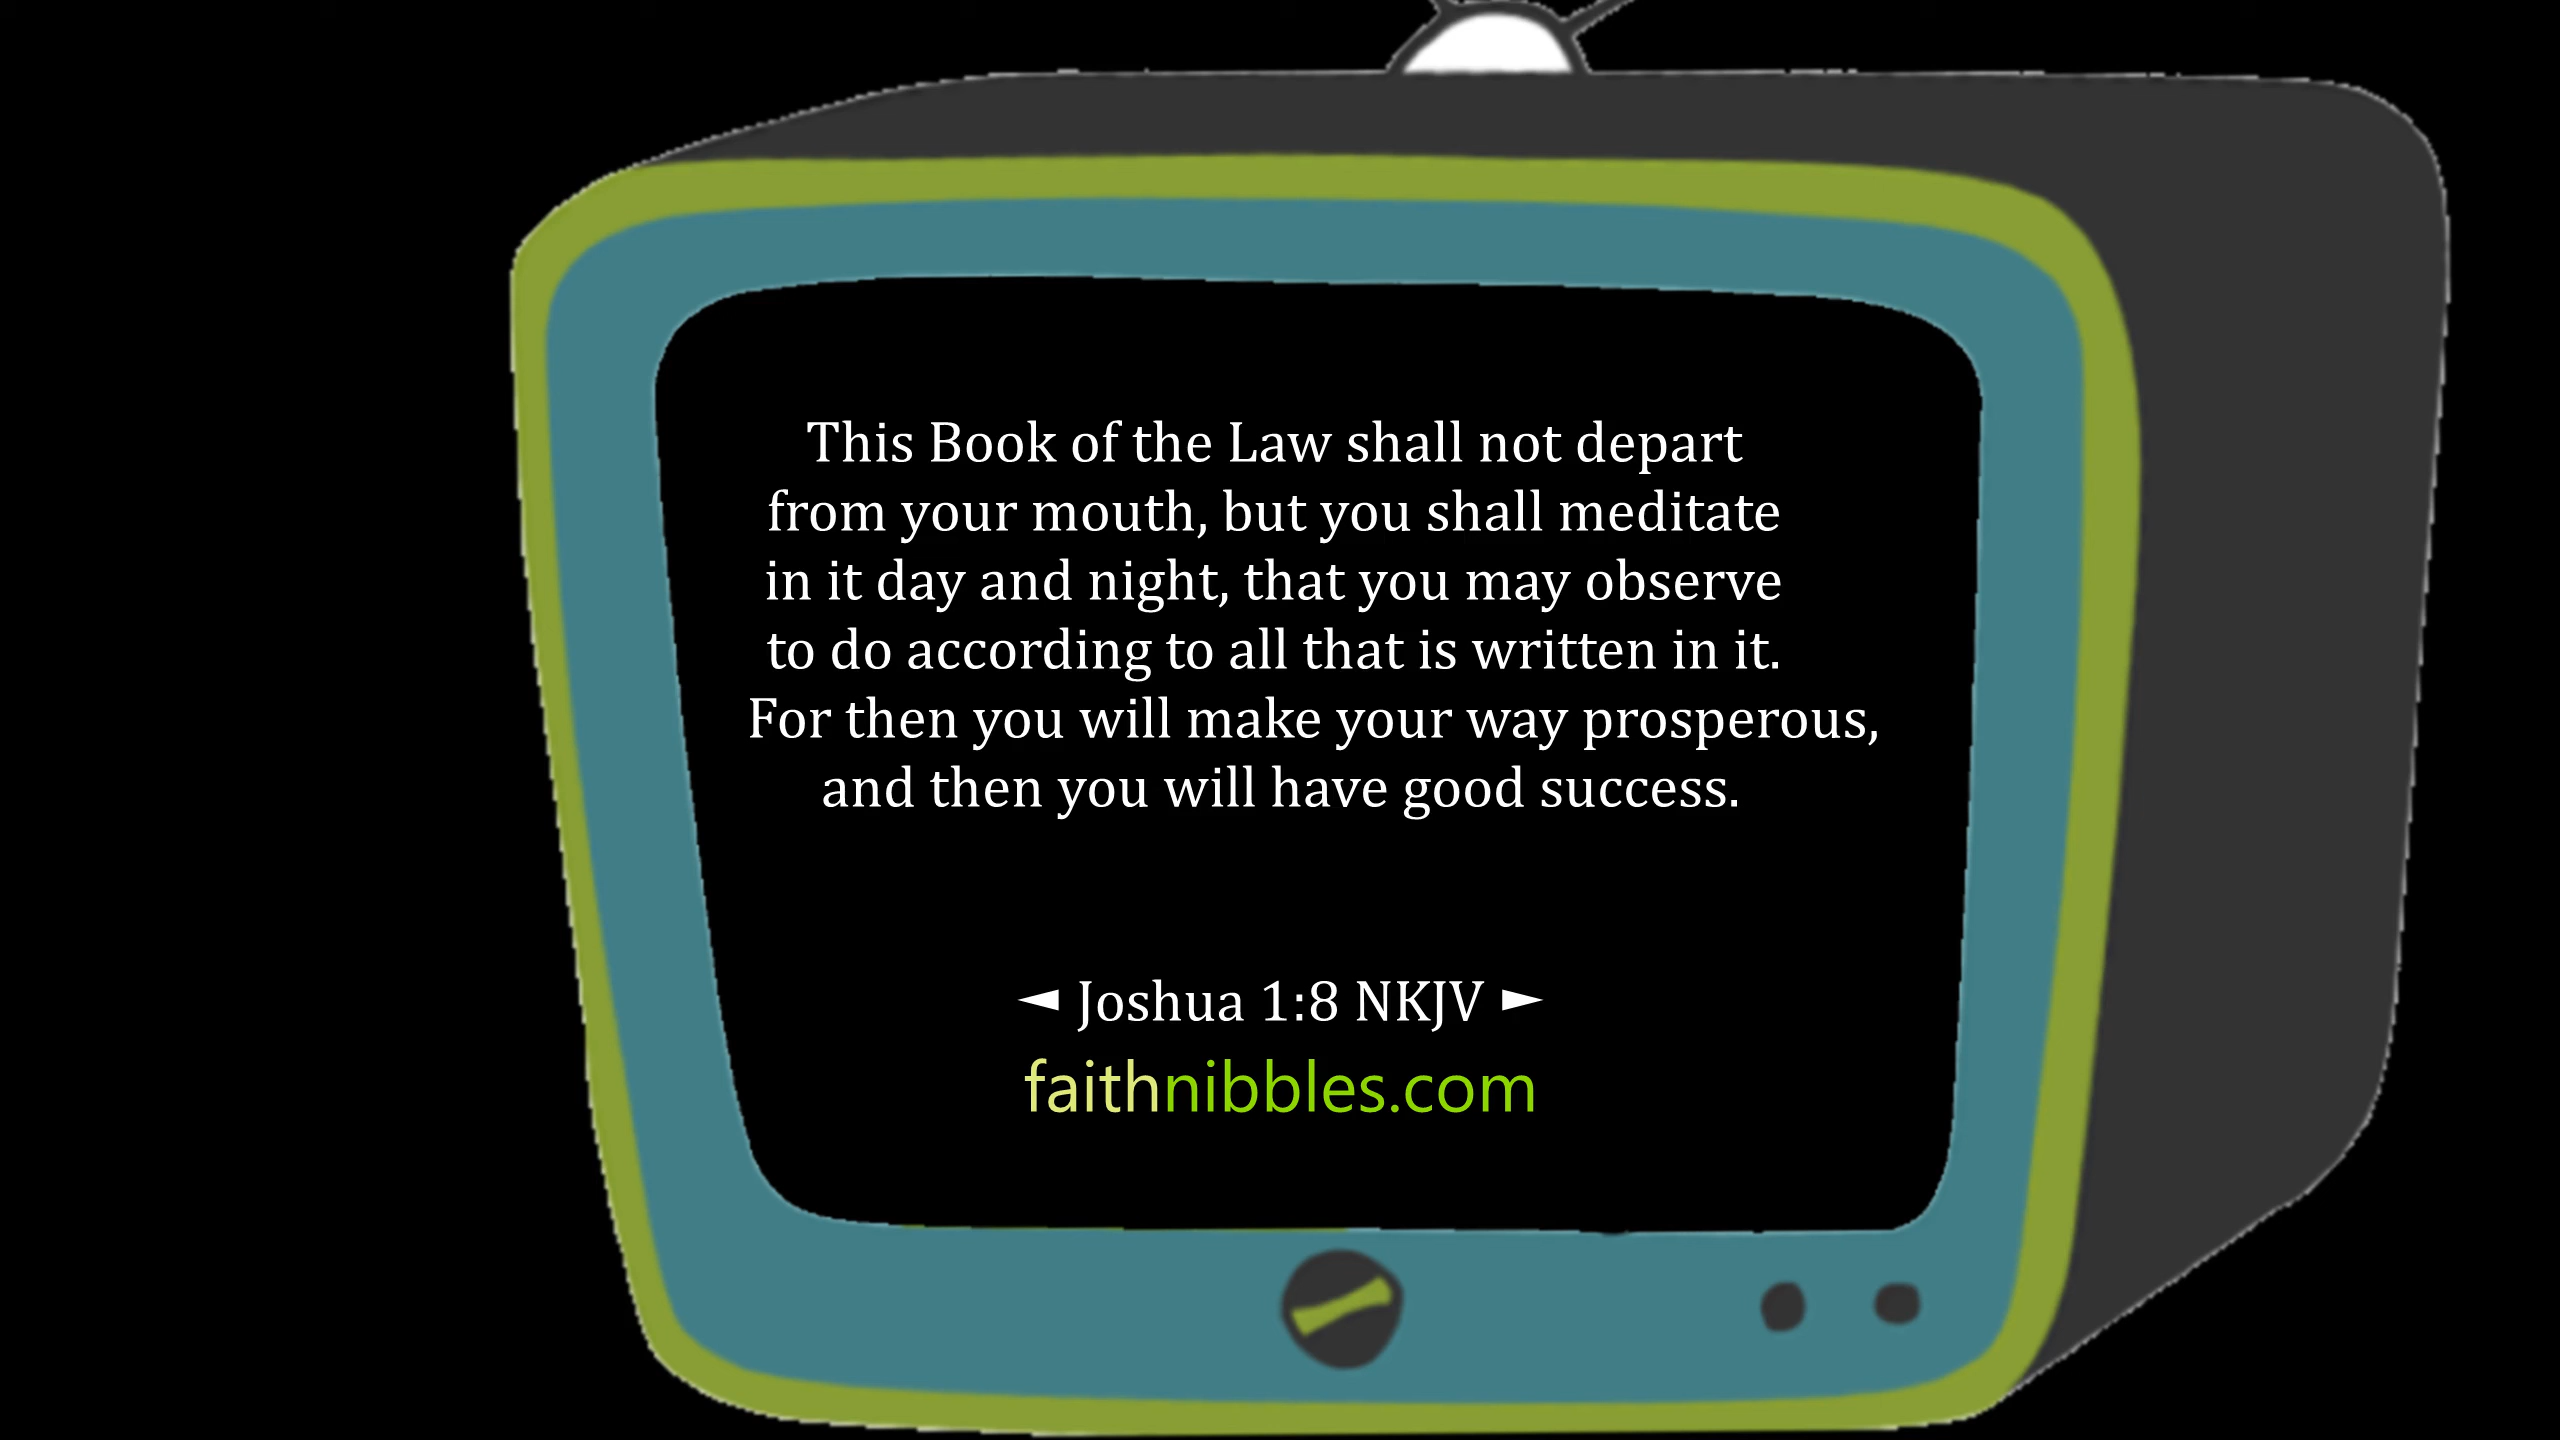 This Book of the Law shall not depart
from your mouth, but you shall meditate
in it day and night, that you may observe
to do according to all that is written in it.
For then you will make your way prosperous,
and then you will have good success.
◄ Joshua 1:8 NKJV ►
faithnibbles.com